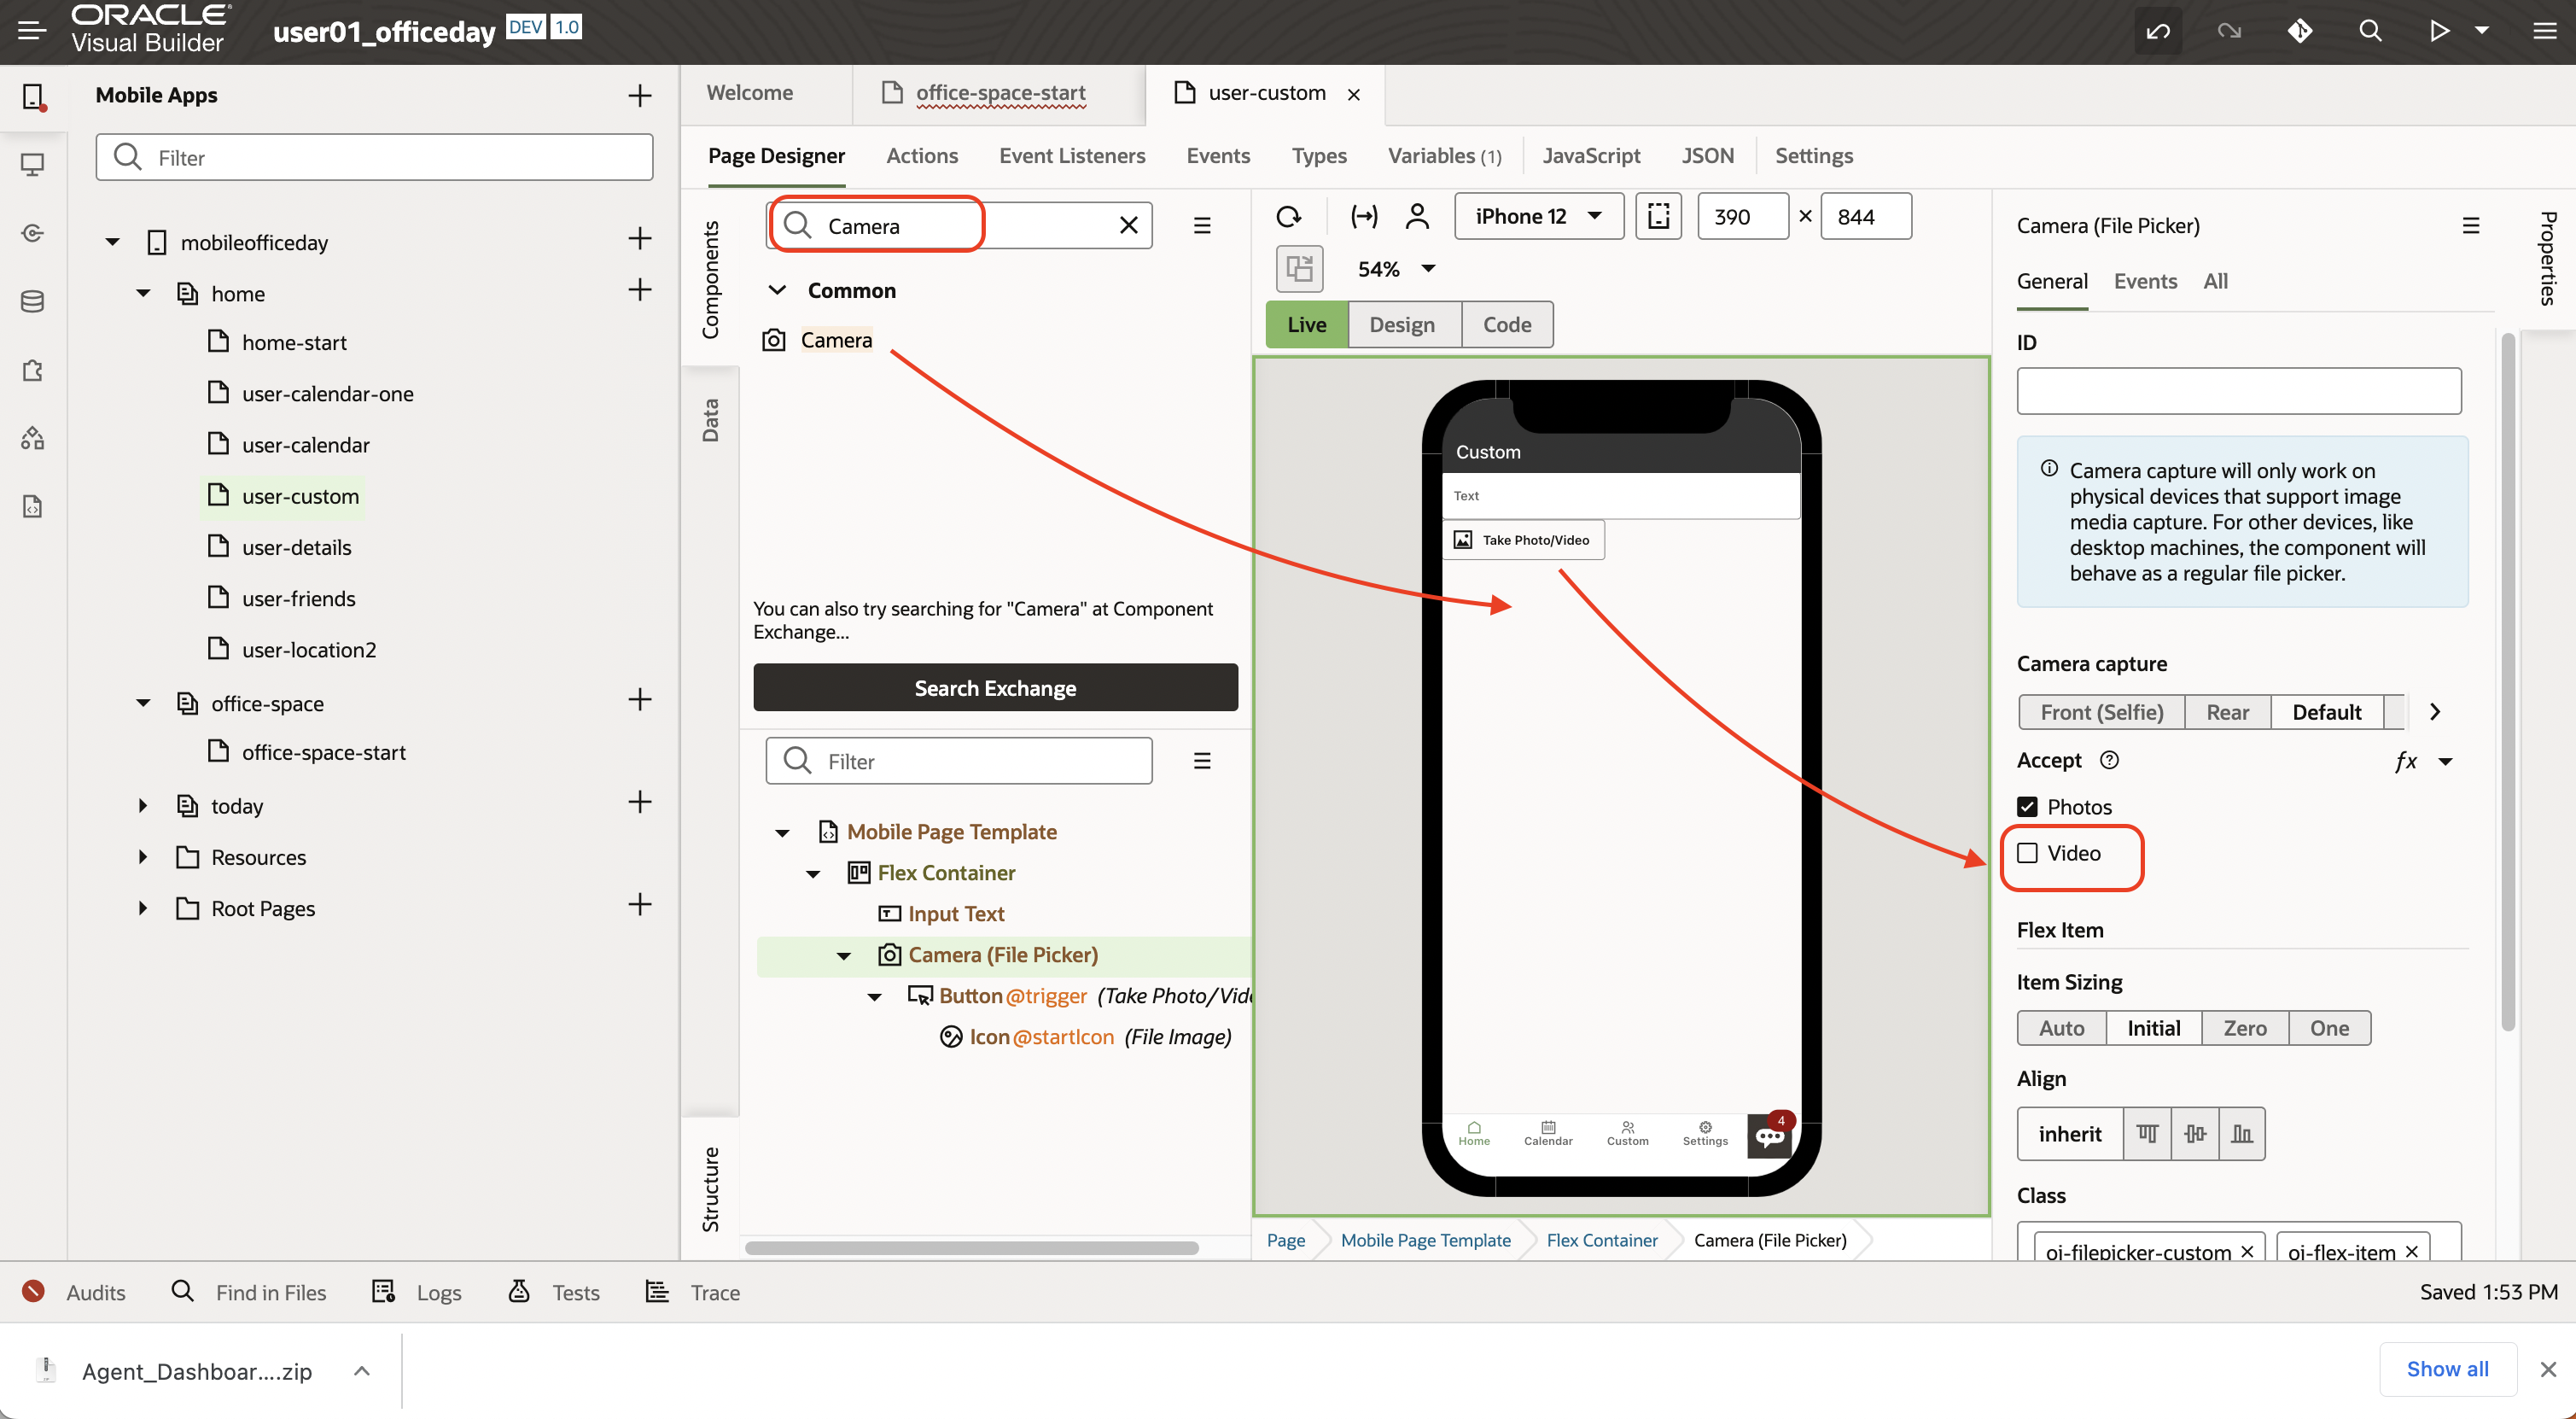 ORACLE
Visual Builder
user01_officeday DEV 1.0
Mobile Apps
Filter
mobileofficeday
home
home-start
user-calendar-one
user-calendar
user-custom
user-details
user-friends
user-location2
office-space
office-space-start
today
Resources
Root Pages
Welcome
office-space-start
user-custom
Page Designer
Actions
Event Listeners
Events
Types
Variables (1)
JavaScript
JSON
Settings
Components
Data
Structure
Camera
Common
Camera
You can also try searching for "Camera" at Component
Exchange...
Search Exchange
Filter
Mobile Page Template
Flex Container
Input Text
Camera (File Picker)
Button @trigger (Take Photo/Vide
Icon @startIcon (File Image)
iPhone 12
390 × 844
54%
Live
Design
Code
Custom
Text
Take Photo/Video
Home
Calendar
Custom
Settings
4
Page
Mobile Page Template
Flex Container
Camera (File Picker)
Properties
Camera (File Picker)
General
Events
All
ID
Camera capture will only work on
physical devices that support image
media capture. For other devices, like
desktop machines, the component will
behave as a regular file picker.
Camera capture
Front (Selfie)
Rear
Default
Accept
fx
Photos
Video
Flex Item
Item Sizing
Auto
Initial
Zero
One
Align
inherit
Class
oj-filepicker-custom
oj-flex-item
Audits
Find in Files
Logs
Tests
Trace
Saved 1:53 PM
Agent_Dashboar....zip
Show all